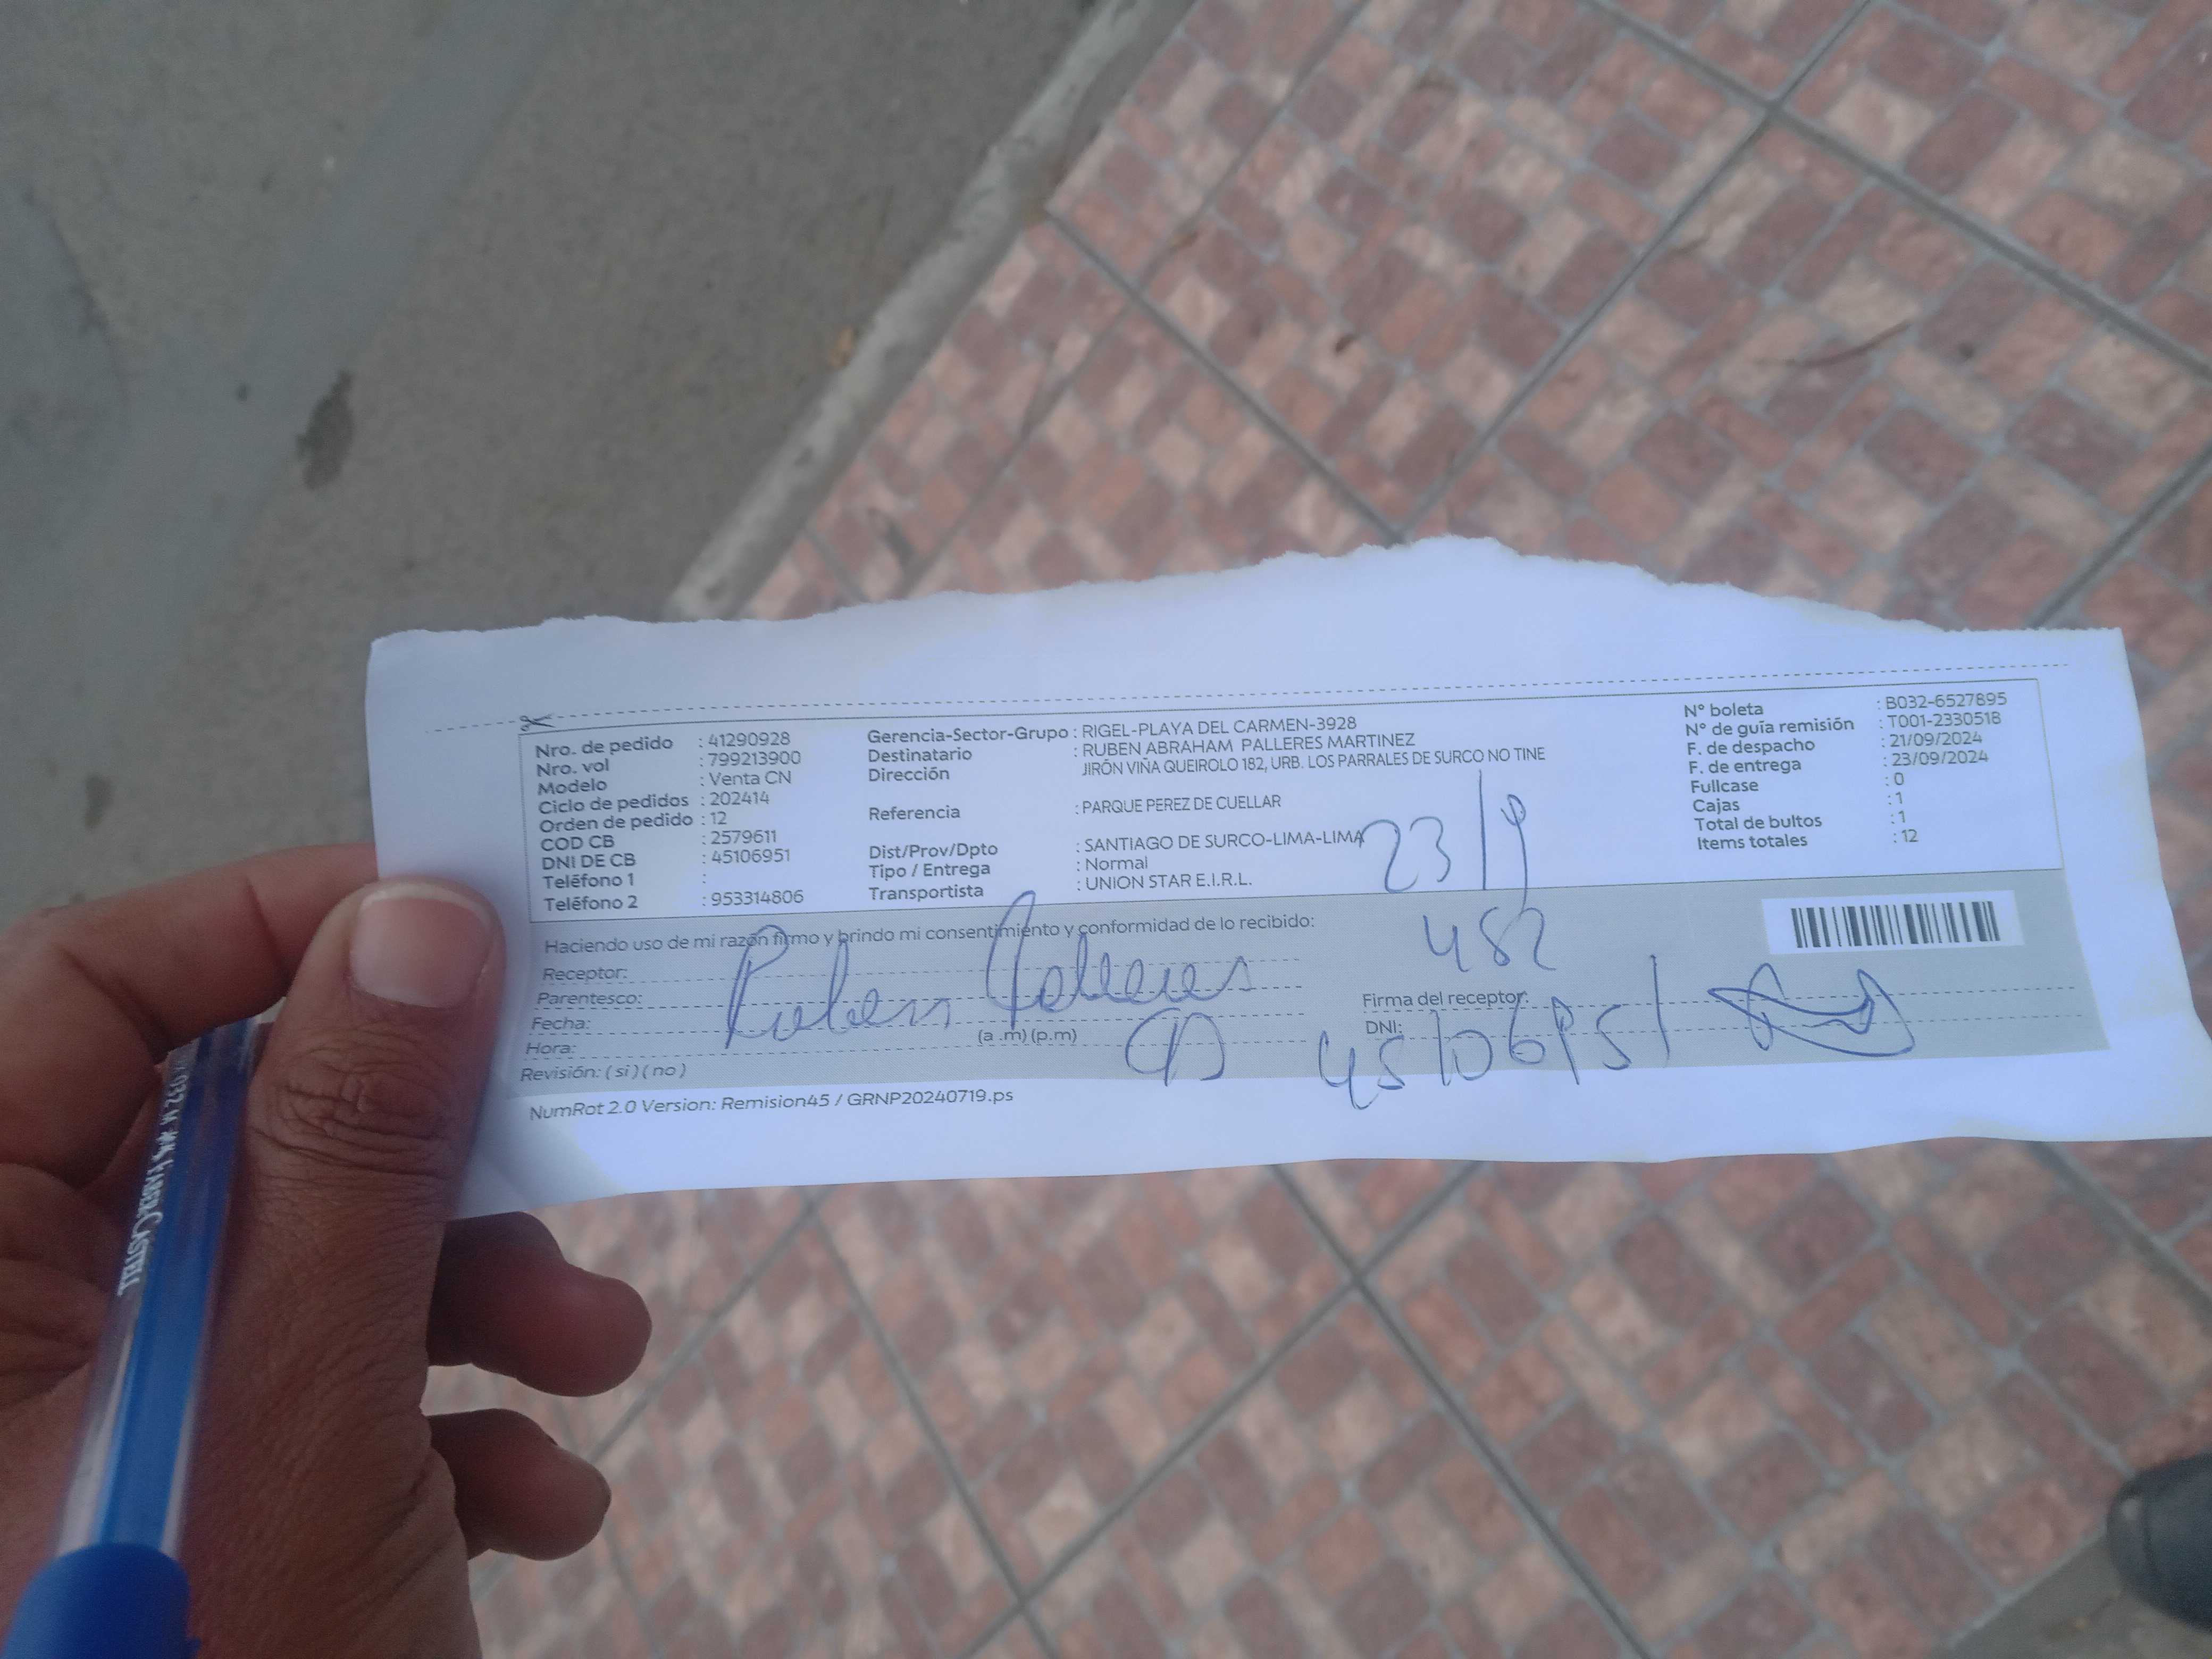 Nro. de pedido : 41290928
Nro. vol : 799213900
Modelo : Venta CN
Ciclo de pedidos : 202414
Orden de pedido : 12
COD CB : 2579611
DNI DE CB : 45106951
Teléfono 1 :
Teléfono 2 : 953314806
Gerencia-Sector-Grupo : RIGEL-PLAYA DEL CARMEN-3928
Destinatario : RUBEN ABRAHAM PALLERES MARTINEZ
Dirección JIRÓN VIÑA QUEIROLO 182, URB. LOS PARRALES DE SURCO NO TINE
Referencia : PARQUE PEREZ DE CUELLAR
Dist/Prov/Dpto : SANTIAGO DE SURCO-LIMA-LIMA
Tipo / Entrega : Normal
Transportista : UNION STAR E.I.R.L.
N° boleta : B032-6527895
N° de guía remisión : T001-2330518
F. de despacho : 21/09/2024
F. de entrega : 23/09/2024
Fullcase : 0
Cajas : 1
Total de bultos : 1
Items totales : 12
23/9
Haciendo uso de mi razón firmo y brindo mi consentimiento y conformidad de lo recibido:
452
Receptor:
Parentesco:
Ruben Palleres
Fecha:
Hora: (a .m) (p.m)
Revisión: ( si ) ( no )
Firma del receptor:
DNI: 45106951
NumRot 2.0 Version: Remision45 / GRNP20240719.ps
FABER-CASTELL